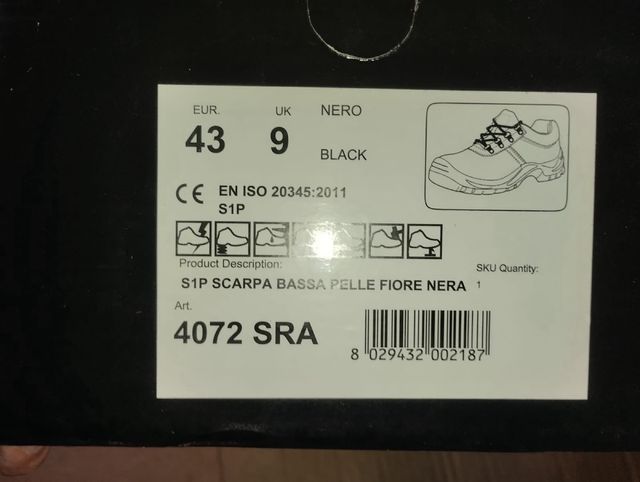 EUR.
UK
NERO
43
9
BLACK
CE EN ISO 20345:2011
S1P
Product Description:
SKU Quantity:
S1P SCARPA BASSA PELLE FIORE NERA
1
Art.
4072 SRA
8 029432 002187